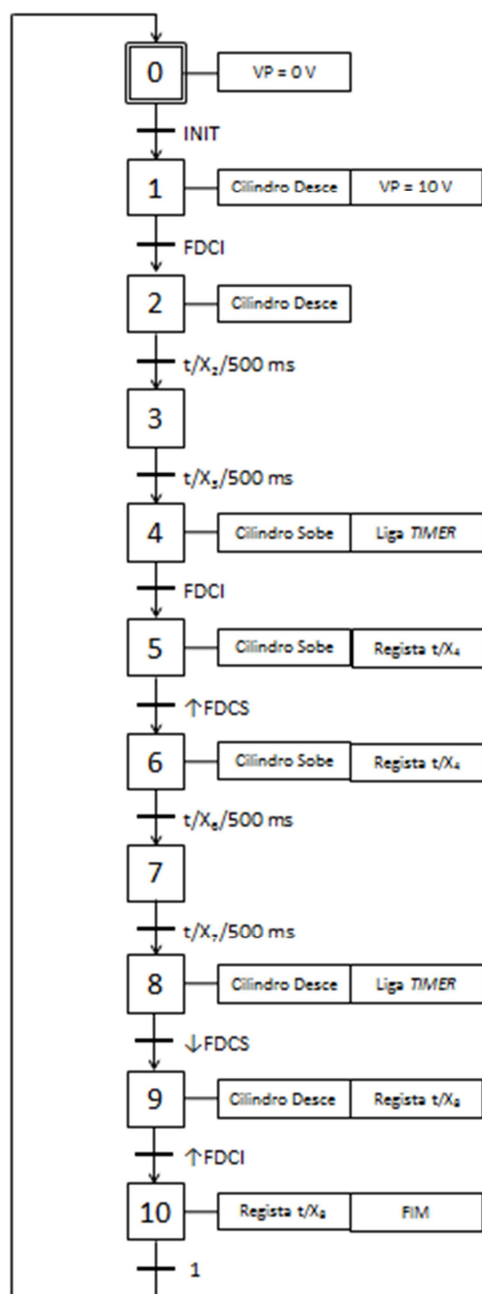 0 VP = 0 V
INIT
1 Cilindro Desce VP = 10 V
FDCI
2 Cilindro Desce
t/X₂/500 ms
3
t/X₃/500 ms
4 Cilindro Sobe Liga TIMER
FDCI
5 Cilindro Sobe Regista t/X₄
↑FDCS
6 Cilindro Sobe Regista t/X₄
t/X₆/500 ms
7
t/X₇/500 ms
8 Cilindro Desce Liga TIMER
↓FDCS
9 Cilindro Desce Regista t/X₈
↑FDCI
10 Regista t/X₈ FIM
1